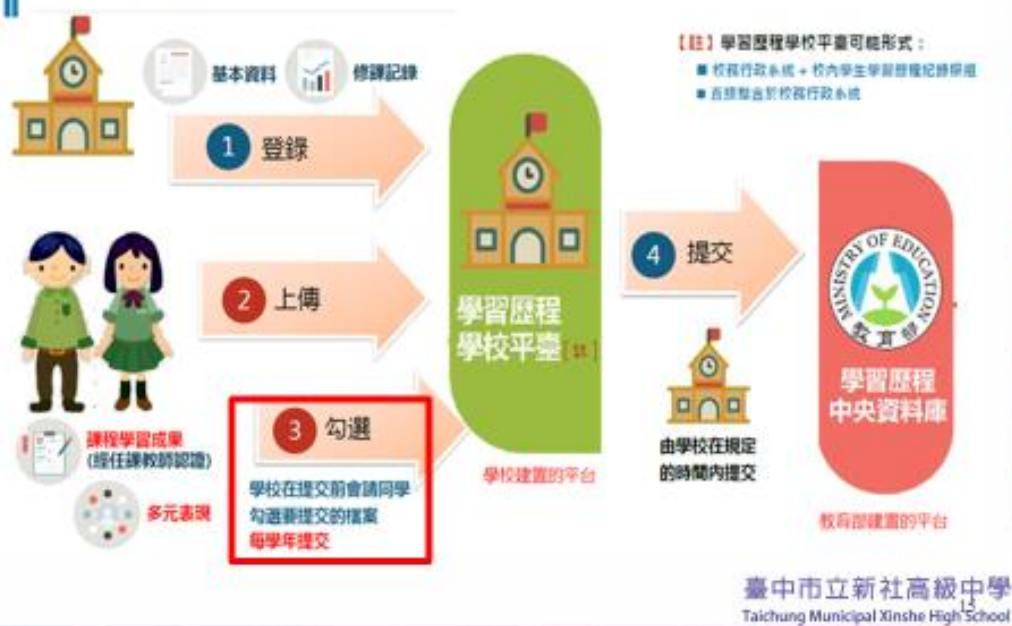 基本資料
修課記錄
【註】學習歷程學校平臺可能形式：
■ 校務行政系統 + 校內學生學習歷程紀錄模組
■ 直接整合於校務行政系統
1 登錄
2 上傳
3 勾選
學校在提交前會請同學
勾選要提交的檔案
每學年提交
課程學習成果
(經任課教師認證)
多元表現
學習歷程
學校平臺[註]
學校建置的平台
4 提交
由學校在規定
的時間內提交
MINISTRY OF EDUCATION
教育部
學習歷程
中央資料庫
教育部建置的平台
臺中市立新社高級中學
Taichung Municipal Xinshe High School